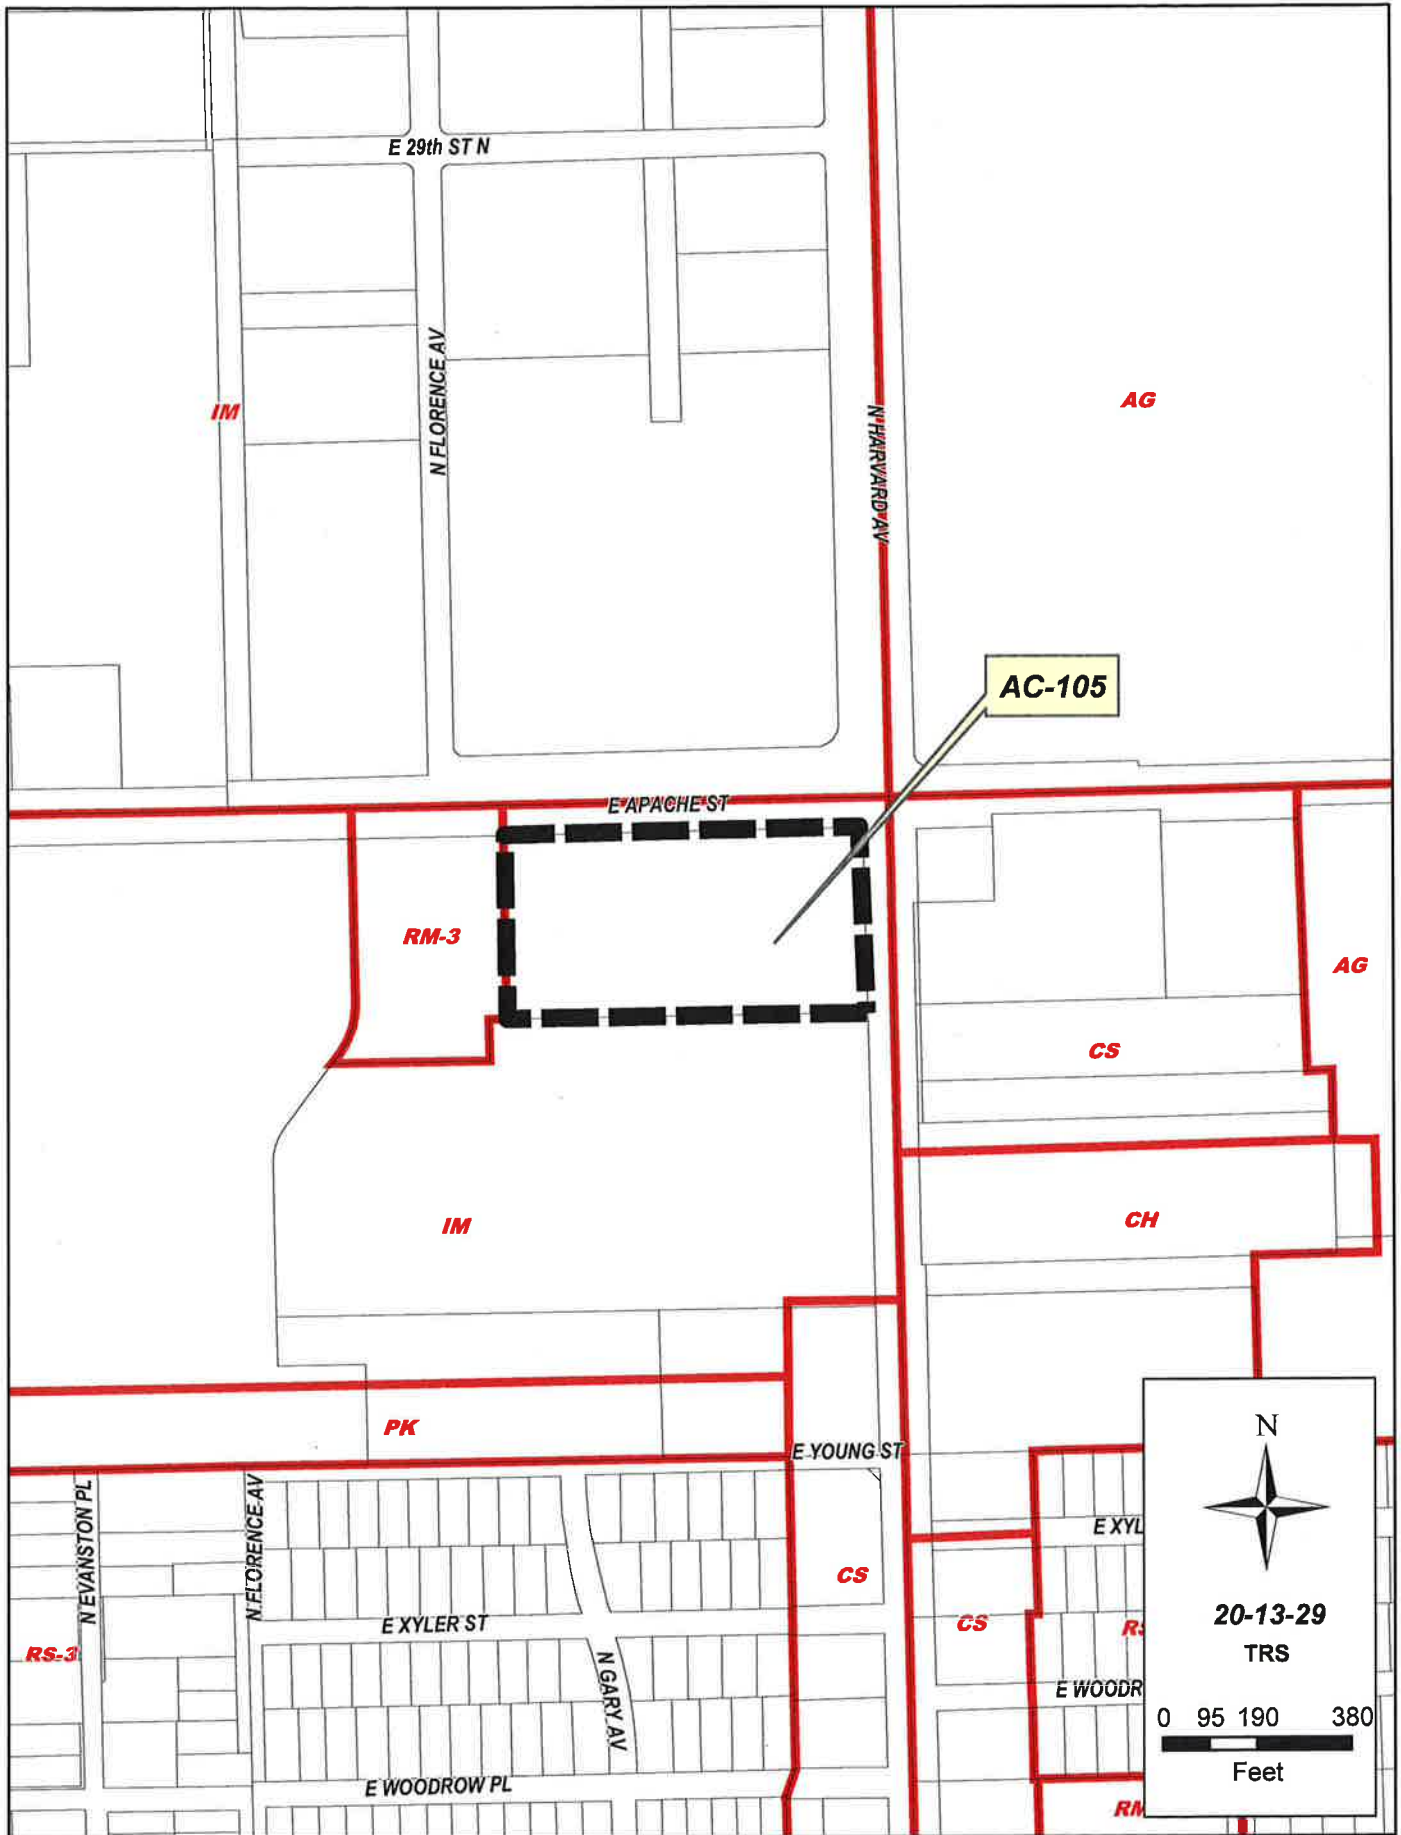 E 29th ST N
N FLORENCE AV
IM
N HARVARD AV
AG
AC-105
E APACHE ST
RM-3
AG
CS
IM
CH
PK
E YOUNG ST
N EVANSTON PL
N FLORENCE AV
E XYL
CS
E XYLER ST
CS
RS-3
N GARY AV
E WOODR
E WOODROW PL
RM
N
20-13-29
TRS
0 95 190 380
Feet